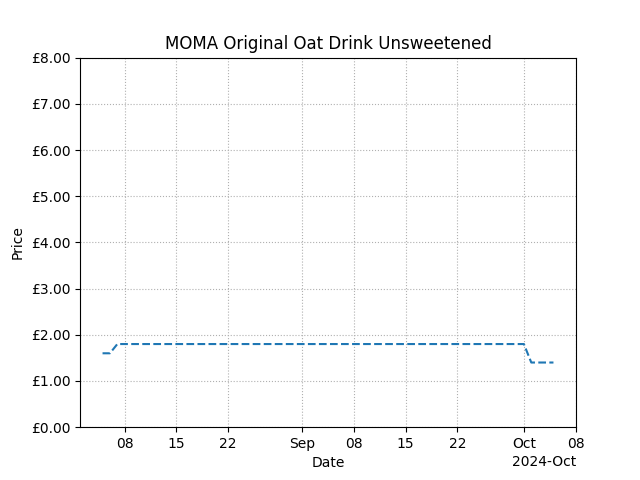 MOMA Original Oat Drink Unsweetened
£8.00
£7.00
£6.00
£5.00
£4.00
£3.00
£2.00
£1.00
£0.00
Price
08 15 22 Sep 08 15 22 Oct 08
2024-Oct
Date